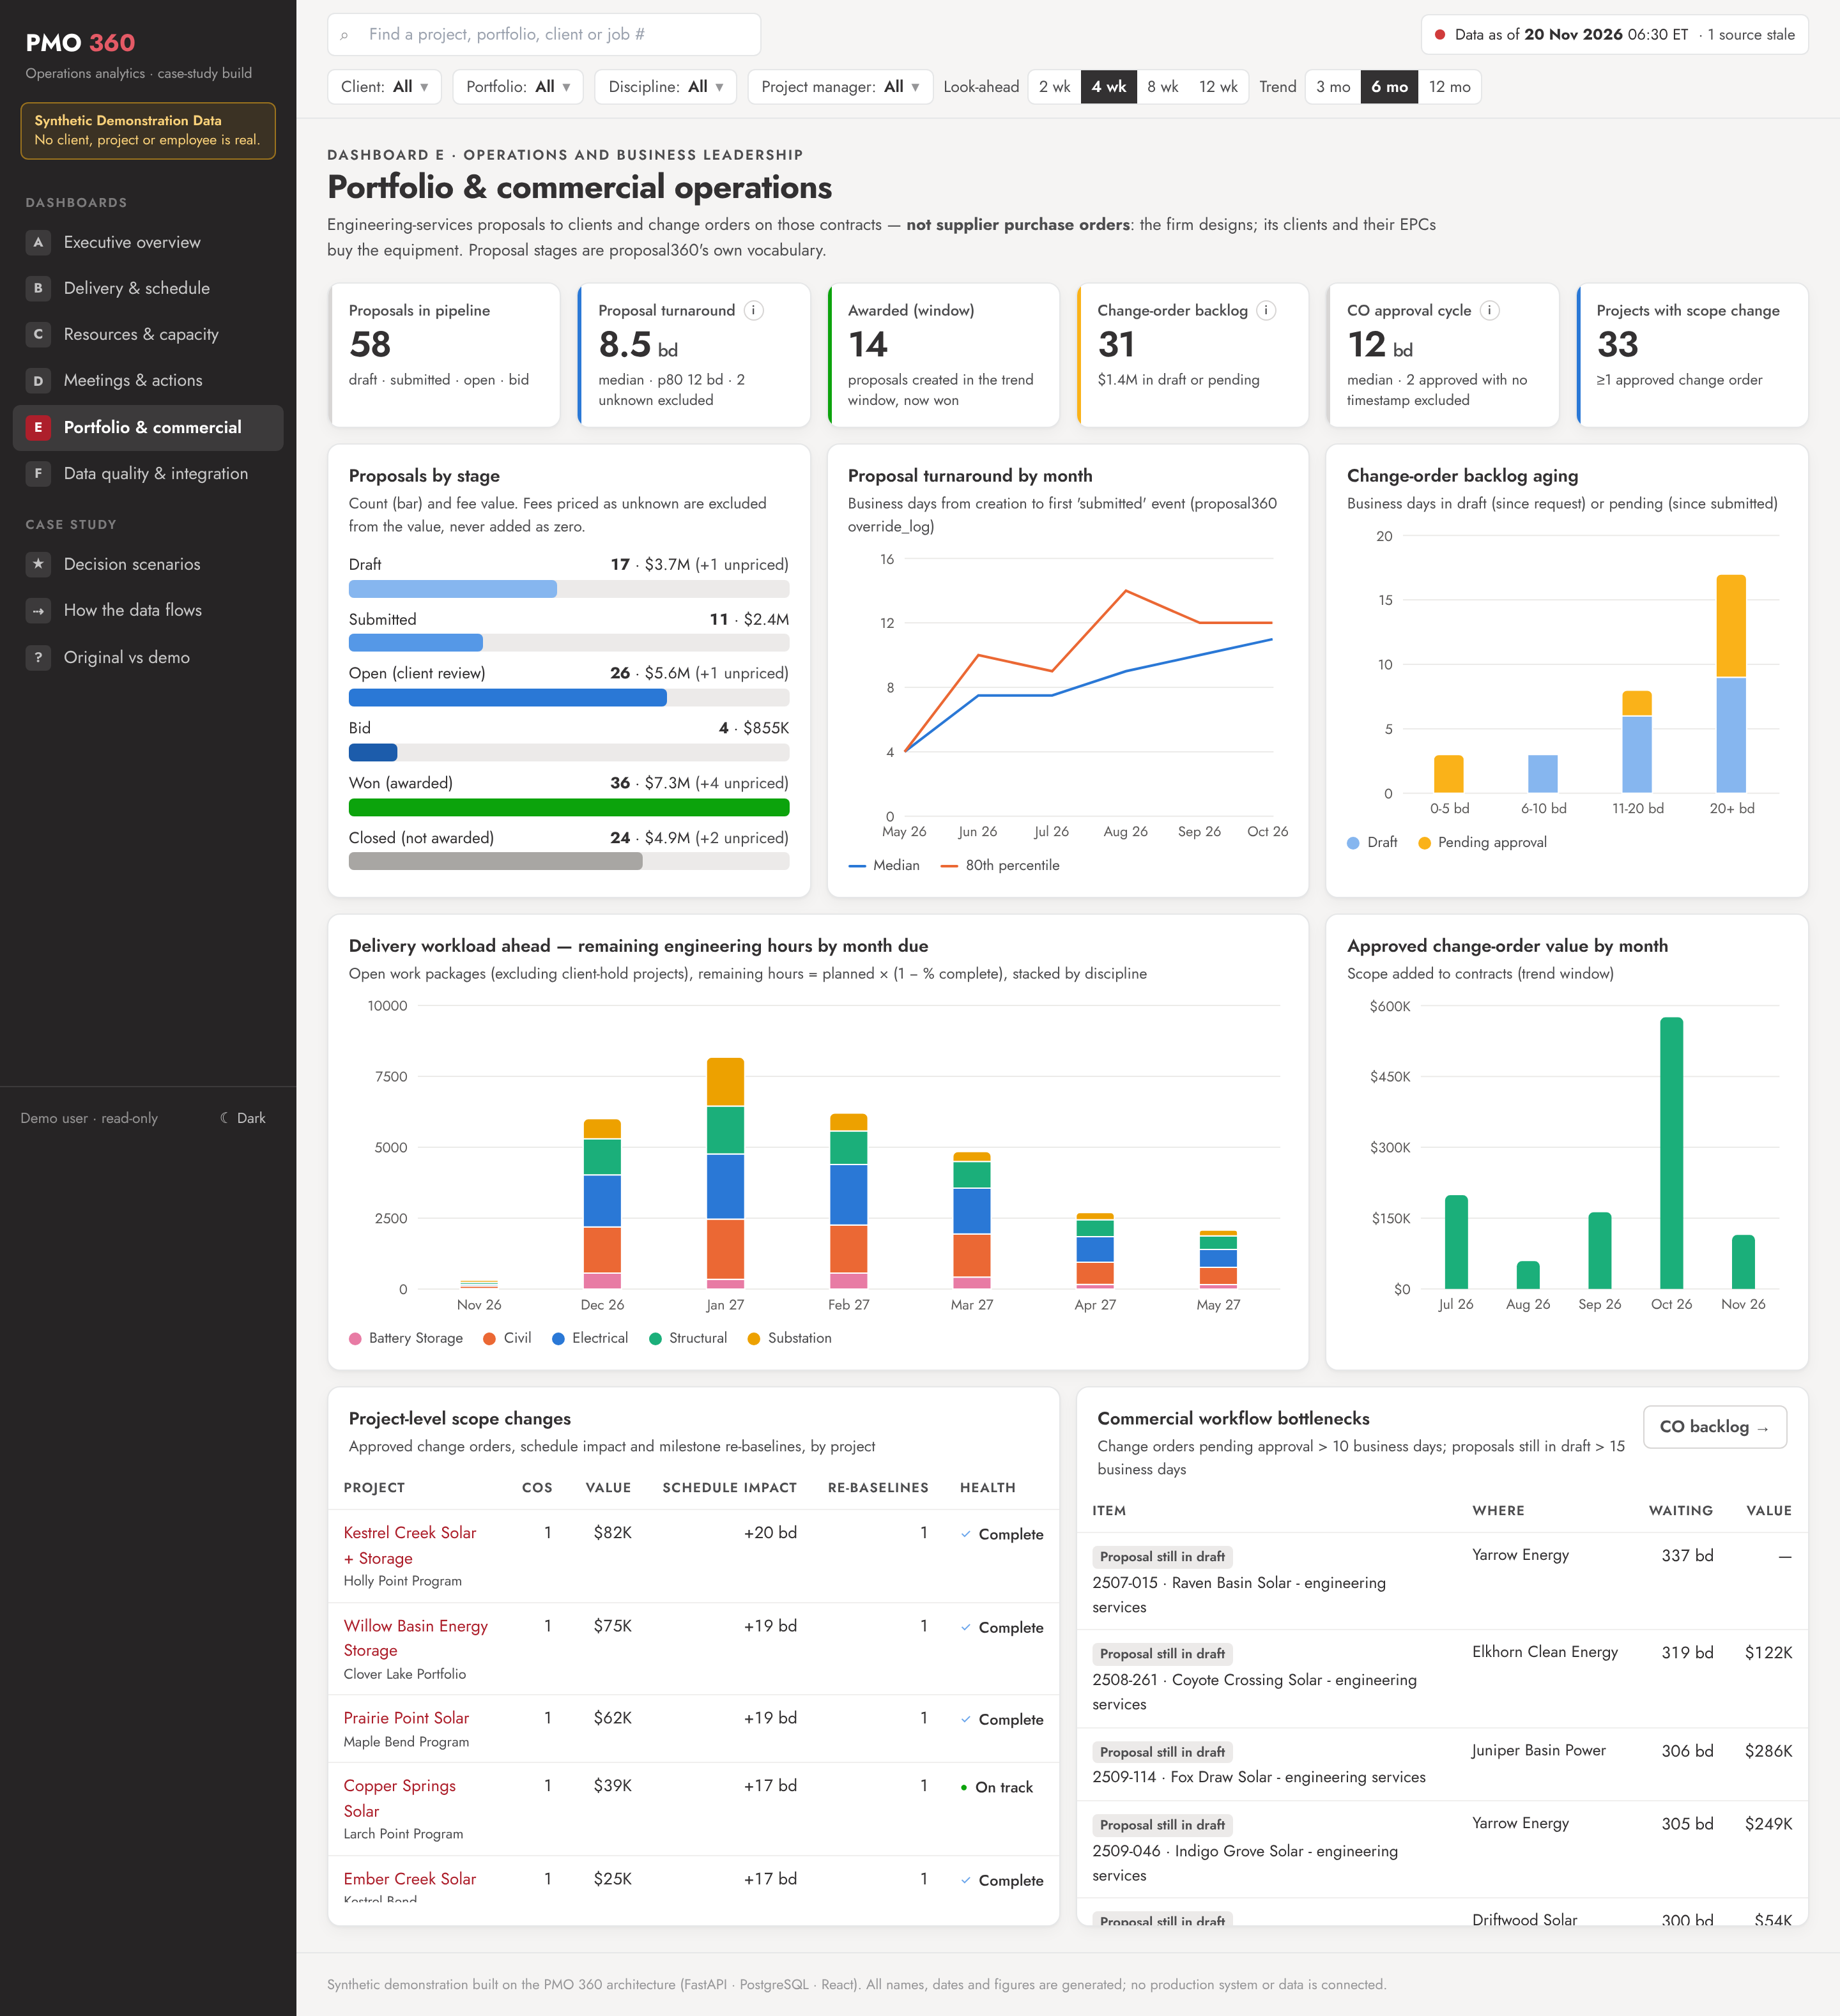 PMO 360
Operations analytics · case-study build
Synthetic Demonstration Data
No client, project or employee is real.
DASHBOARDS
A Executive overview
B Delivery & schedule
C Resources & capacity
D Meetings & actions
E Portfolio & commercial
F Data quality & integration
CASE STUDY
★ Decision scenarios
⇢ How the data flows
? Original vs demo
Demo user · read-only ☾ Dark
Find a project, portfolio, client or job #
Data as of 20 Nov 2026 06:30 ET · 1 source stale
Client: All ▾ Portfolio: All ▾ Discipline: All ▾ Project manager: All ▾ Look-ahead 2 wk 4 wk 8 wk 12 wk Trend 3 mo 6 mo 12 mo
DASHBOARD E · OPERATIONS AND BUSINESS LEADERSHIP
Portfolio & commercial operations
Engineering-services proposals to clients and change orders on those contracts — not supplier purchase orders: the firm designs; its clients and their EPCs
buy the equipment. Proposal stages are proposal360's own vocabulary.
Proposals in pipeline
58
draft · submitted · open · bid
Proposal turnaround i
8.5 bd
median · p80 12 bd · 2
unknown excluded
Awarded (window)
14
proposals created in the trend
window, now won
Change-order backlog i
31
$1.4M in draft or pending
CO approval cycle i
12 bd
median · 2 approved with no
timestamp excluded
Projects with scope change
33
≥1 approved change order
Proposals by stage
Count (bar) and fee value. Fees priced as unknown are excluded
from the value, never added as zero.
Draft 17 · $3.7M (+1 unpriced)
Submitted 11 · $2.4M
Open (client review) 26 · $5.6M (+1 unpriced)
Bid 4 · $855K
Won (awarded) 36 · $7.3M (+4 unpriced)
Closed (not awarded) 24 · $4.9M (+2 unpriced)
Proposal turnaround by month
Business days from creation to first 'submitted' event (proposal360
override_log)
16
12
8
4
0
May 26 Jun 26 Jul 26 Aug 26 Sep 26 Oct 26
Median 80th percentile
Change-order backlog aging
Business days in draft (since request) or pending (since submitted)
20
15
10
5
0
0-5 bd 6-10 bd 11-20 bd 20+ bd
Draft Pending approval
Delivery workload ahead — remaining engineering hours by month due
Open work packages (excluding client-hold projects), remaining hours = planned × (1 − % complete), stacked by discipline
10000
7500
5000
2500
0
Nov 26 Dec 26 Jan 27 Feb 27 Mar 27 Apr 27 May 27
Battery Storage Civil Electrical Structural Substation
Approved change-order value by month
Scope added to contracts (trend window)
$600K
$450K
$300K
$150K
$0
Jul 26 Aug 26 Sep 26 Oct 26 Nov 26
Project-level scope changes
Approved change orders, schedule impact and milestone re-baselines, by project
PROJECT COS VALUE SCHEDULE IMPACT RE-BASELINES HEALTH
Kestrel Creek Solar 1 $82K +20 bd 1 ✓ Complete
+ Storage
Holly Point Program
Willow Basin Energy 1 $75K +19 bd 1 ✓ Complete
Storage
Clover Lake Portfolio
Prairie Point Solar 1 $62K +19 bd 1 ✓ Complete
Maple Bend Program
Copper Springs 1 $39K +17 bd 1 ● On track
Solar
Larch Point Program
Ember Creek Solar 1 $25K +17 bd 1 ✓ Complete
Kestrel Bend
Commercial workflow bottlenecks
CO backlog →
Change orders pending approval > 10 business days; proposals still in draft > 15
business days
ITEM WHERE WAITING VALUE
Proposal still in draft Yarrow Energy 337 bd —
2507-015 · Raven Basin Solar - engineering
services
Proposal still in draft Elkhorn Clean Energy 319 bd $122K
2508-261 · Coyote Crossing Solar - engineering
services
Proposal still in draft Juniper Basin Power 306 bd $286K
2509-114 · Fox Draw Solar - engineering services
Proposal still in draft Yarrow Energy 305 bd $249K
2509-046 · Indigo Grove Solar - engineering
services
Proposal still in draft Driftwood Solar 300 bd $54K
Synthetic demonstration built on the PMO 360 architecture (FastAPI · PostgreSQL · React). All names, dates and figures are generated; no production system or data is connected.